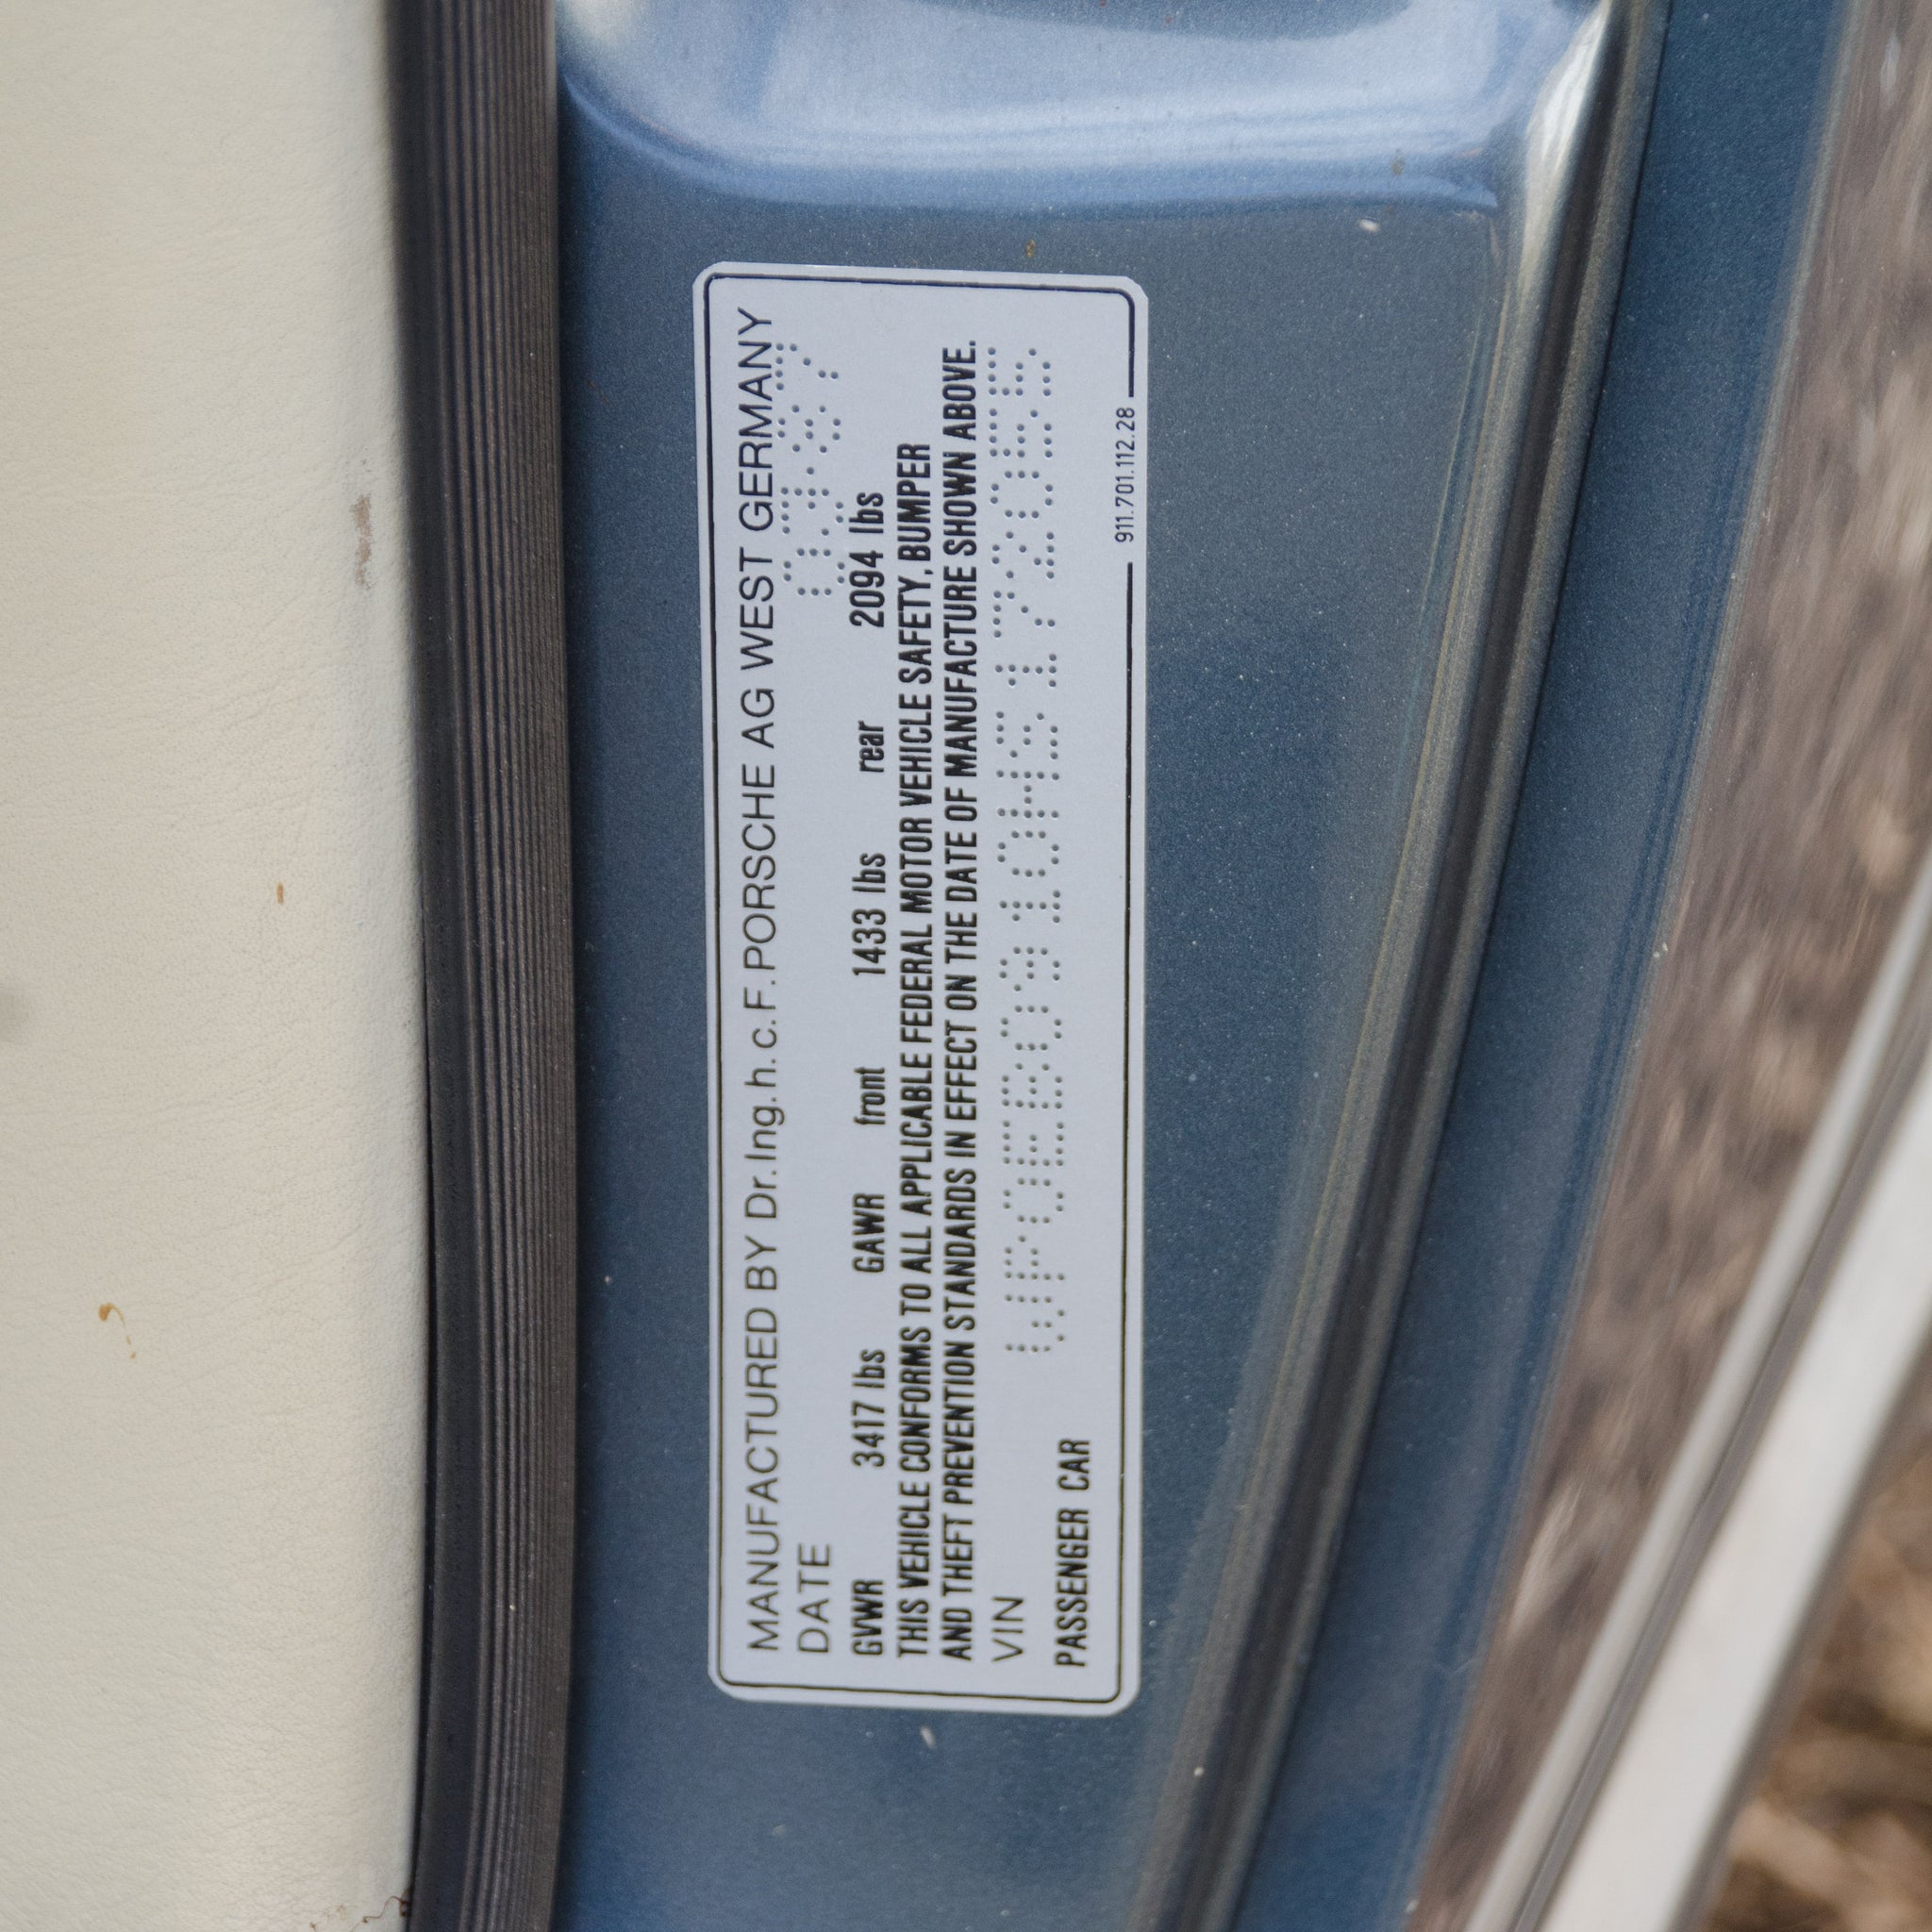 MANUFACTURED BY Dr.Ing.h.c.F.PORSCHE AG WEST GERMANY
DATE
GVWR 3417 lbs GAWR front 1433 lbs rear 2094 lbs
THIS VEHICLE CONFORMS TO ALL APPLICABLE FEDERAL MOTOR VEHICLE SAFETY, BUMPER
AND THEFT PREVENTION STANDARDS IN EFFECT ON THE DATE OF MANUFACTURE SHOWN ABOVE.
VIN WP0EB0910HS172055
PASSENGER CAR
911.701.112.28